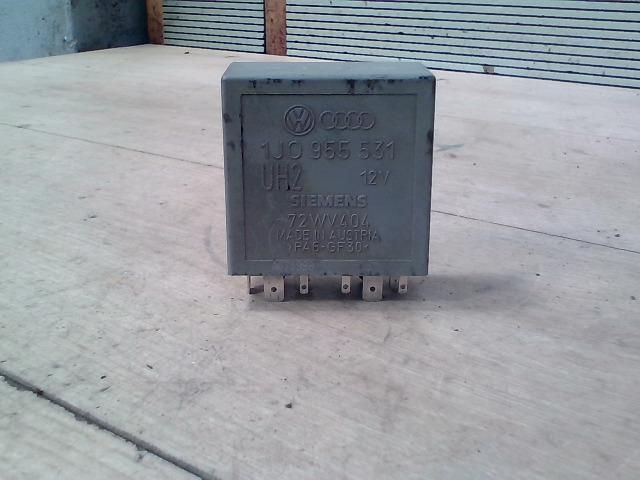 1J0 955 531
UH2 12V
SIEMENS
72WV404
MADE IN AUSTRIA
>PA6-GF30<